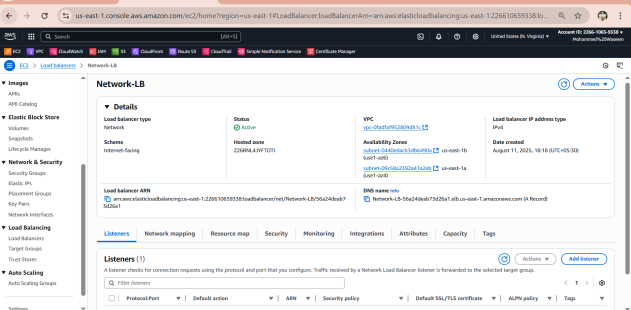 us-east-1.console.aws.amazon.com/ec2/home?region=us-east-1#LoadBalancer:loadBalancerArn=arn:aws:elasticloadbalancing:us-east-1:226610659338:lo...
aws
Search
[Alt+S]
United States (N. Virginia)
Account ID: 2266-1065-9338
Mohammed%20Waseem
EC2
VPC
CloudWatch
IAM
S3
CloudFront
Route 53
CloudTrail
Simple Notification Service
Certificate Manager
EC2 > Load balancers > Network-LB
Images
AMIs
AMI Catalog
Elastic Block Store
Volumes
Snapshots
Lifecycle Manager
Network & Security
Security Groups
Elastic IPs
Placement Groups
Key Pairs
Network Interfaces
Load Balancing
Load Balancers
Target Groups
Trust Stores
Auto Scaling
Auto Scaling Groups
Settings
Network-LB
Actions
Details
Load balancer type
Network
Status
Active
VPC
vpc-0fadfaf952809d81c
Load balancer IP address type
IPv4
Scheme
Internet-facing
Hosted zone
Z26RNL4JYFTOTI
Availability Zones
subnet-0440edacb3db6490a us-east-1b
(use1-az6)
subnet-09c58a2392a41a2eb us-east-1a
(use1-az4)
Date created
August 11, 2025, 18:18 (UTC+05:30)
Load balancer ARN
arn:aws:elasticloadbalancing:us-east-1:226610659338:loadbalancer/net/Network-LB/56a24deab7
5d26a1
DNS name Info
Network-LB-56a24deab75d26a1.elb.us-east-1.amazonaws.com (A Record)
Listeners
Network mapping
Resource map
Security
Monitoring
Integrations
Attributes
Capacity
Tags
Listeners (1)
Actions
Add listener
A listener checks for connection requests using the protocol and port that you configure. Traffic received by a Network Load Balancer listener is forwarded to the selected target group.
Filter listeners
1
Protocol:Port
Default action
ARN
Security policy
Default SSL/TLS certificate
ALPN policy
Tags